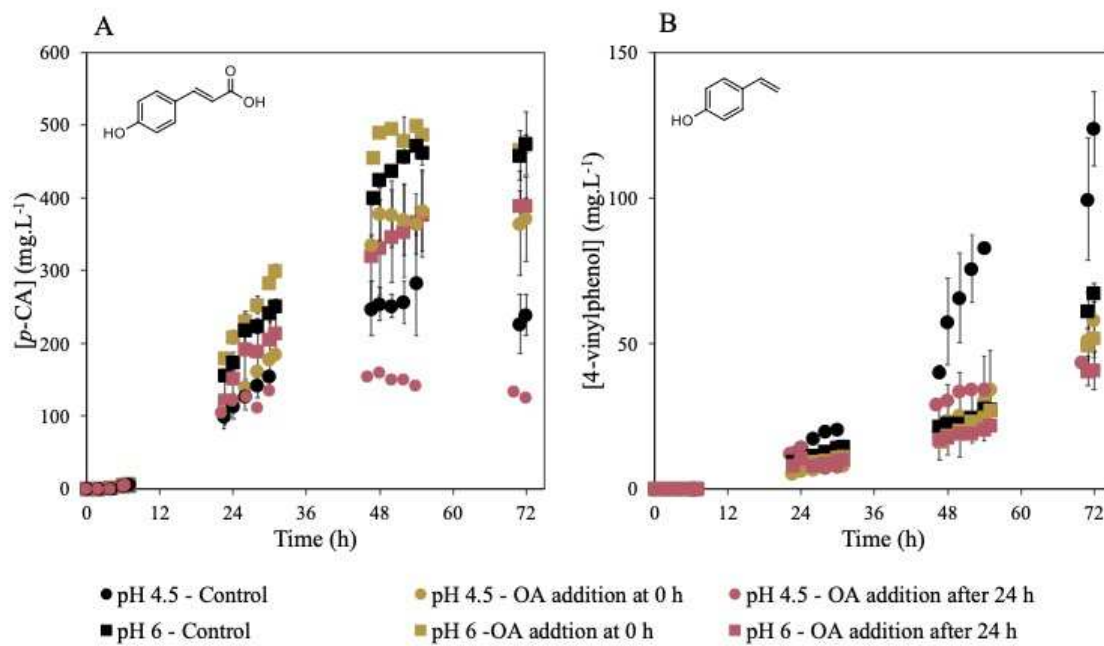 A
B
600
500
400
300
200
100
0
[p-CA] (mg.L⁻¹)
0 12 24 36 48 60 72
Time (h)
O
OH
HO
150
100
50
0
[4-vinylphenol] (mg.L⁻¹)
0 12 24 36 48 60 72
Time (h)
HO
pH 4.5 - Control
pH 4.5 - OA addition at 0 h
pH 4.5 - OA addition after 24 h
pH 6 - Control
pH 6 -OA addtion at 0 h
pH 6 - OA addition after 24 h